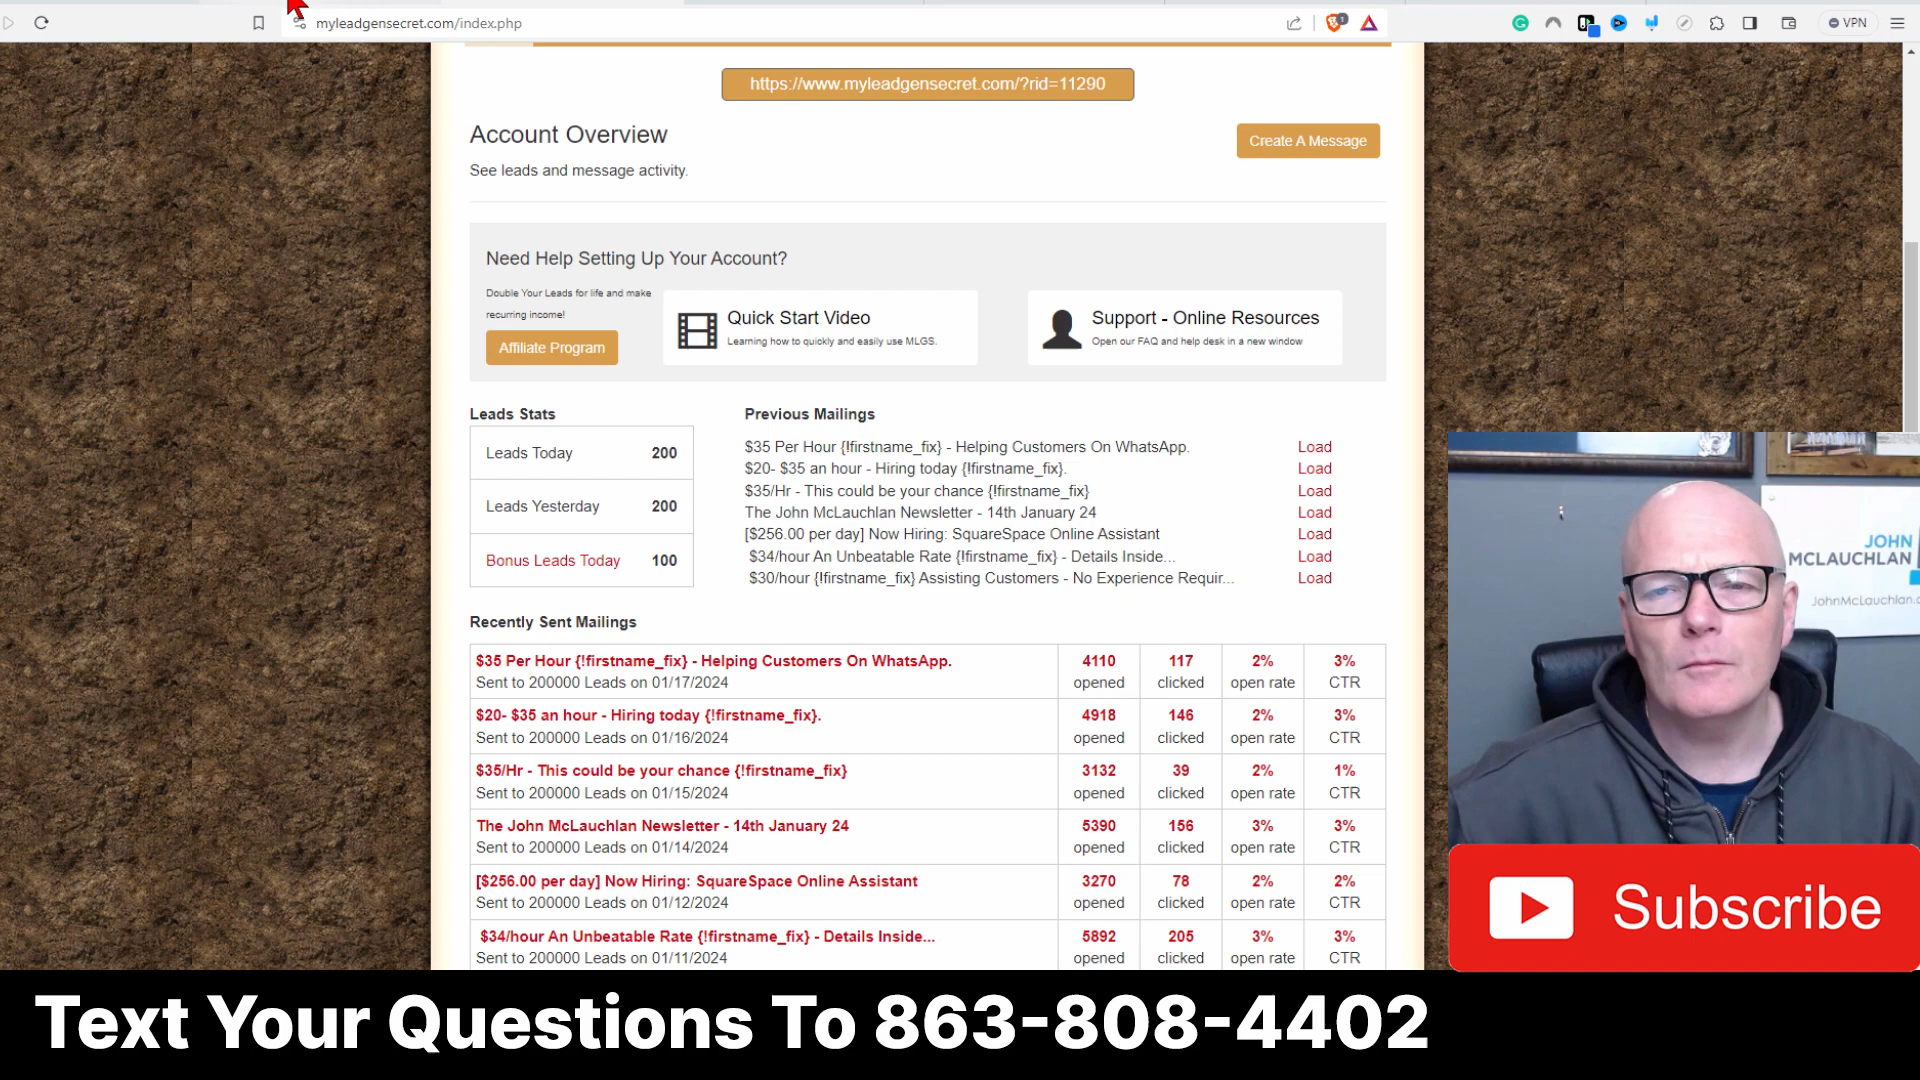 myleadgensecret.com/index.php
VPN
https://www.myleadgensecret.com/?rid=11290
Account Overview
Create A Message
See leads and message activity.
Need Help Setting Up Your Account?
Double Your Leads for life and make
recurring income!
Affiliate Program
Quick Start Video
Learning how to quickly and easily use MLGS.
Support - Online Resources
Open our FAQ and help desk in a new window
Leads Stats
Leads Today 200
Leads Yesterday 200
Bonus Leads Today 100
Previous Mailings
$35 Per Hour {!firstname_fix} - Helping Customers On WhatsApp. Load
$20- $35 an hour - Hiring today {!firstname_fix}. Load
$35/Hr - This could be your chance {!firstname_fix} Load
The John McLauchlan Newsletter - 14th January 24 Load
[$256.00 per day] Now Hiring: SquareSpace Online Assistant Load
$34/hour An Unbeatable Rate {!firstname_fix} - Details Inside... Load
$30/hour {!firstname_fix} Assisting Customers - No Experience Requir... Load
Recently Sent Mailings
$35 Per Hour {!firstname_fix} - Helping Customers On WhatsApp. 4110 117 2% 3%
Sent to 200000 Leads on 01/17/2024 opened clicked open rate CTR
$20- $35 an hour - Hiring today {!firstname_fix}. 4918 146 2% 3%
Sent to 200000 Leads on 01/16/2024 opened clicked open rate CTR
$35/Hr - This could be your chance {!firstname_fix} 3132 39 2% 1%
Sent to 200000 Leads on 01/15/2024 opened clicked open rate CTR
The John McLauchlan Newsletter - 14th January 24 5390 156 3% 3%
Sent to 200000 Leads on 01/14/2024 opened clicked open rate CTR
[$256.00 per day] Now Hiring: SquareSpace Online Assistant 3270 78 2% 2%
Sent to 200000 Leads on 01/12/2024 opened clicked open rate CTR
$34/hour An Unbeatable Rate {!firstname_fix} - Details Inside... 5892 205 3% 3%
Sent to 200000 Leads on 01/11/2024 opened clicked open rate CTR
JOHN
MCLAUCHLAN
JohnMcLauchlan.c
Subscribe
Text Your Questions To 863-808-4402